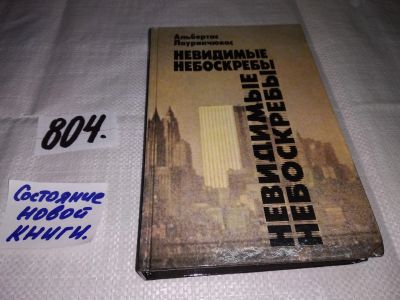 804.
Состояние
новой
книги.
Альбертас
Лауринчюкас
НЕВИДИМЫЕ
НЕБОСКРЕБЫ
НЕВИДИМЫЕ
НЕБОСКРЕБЫ